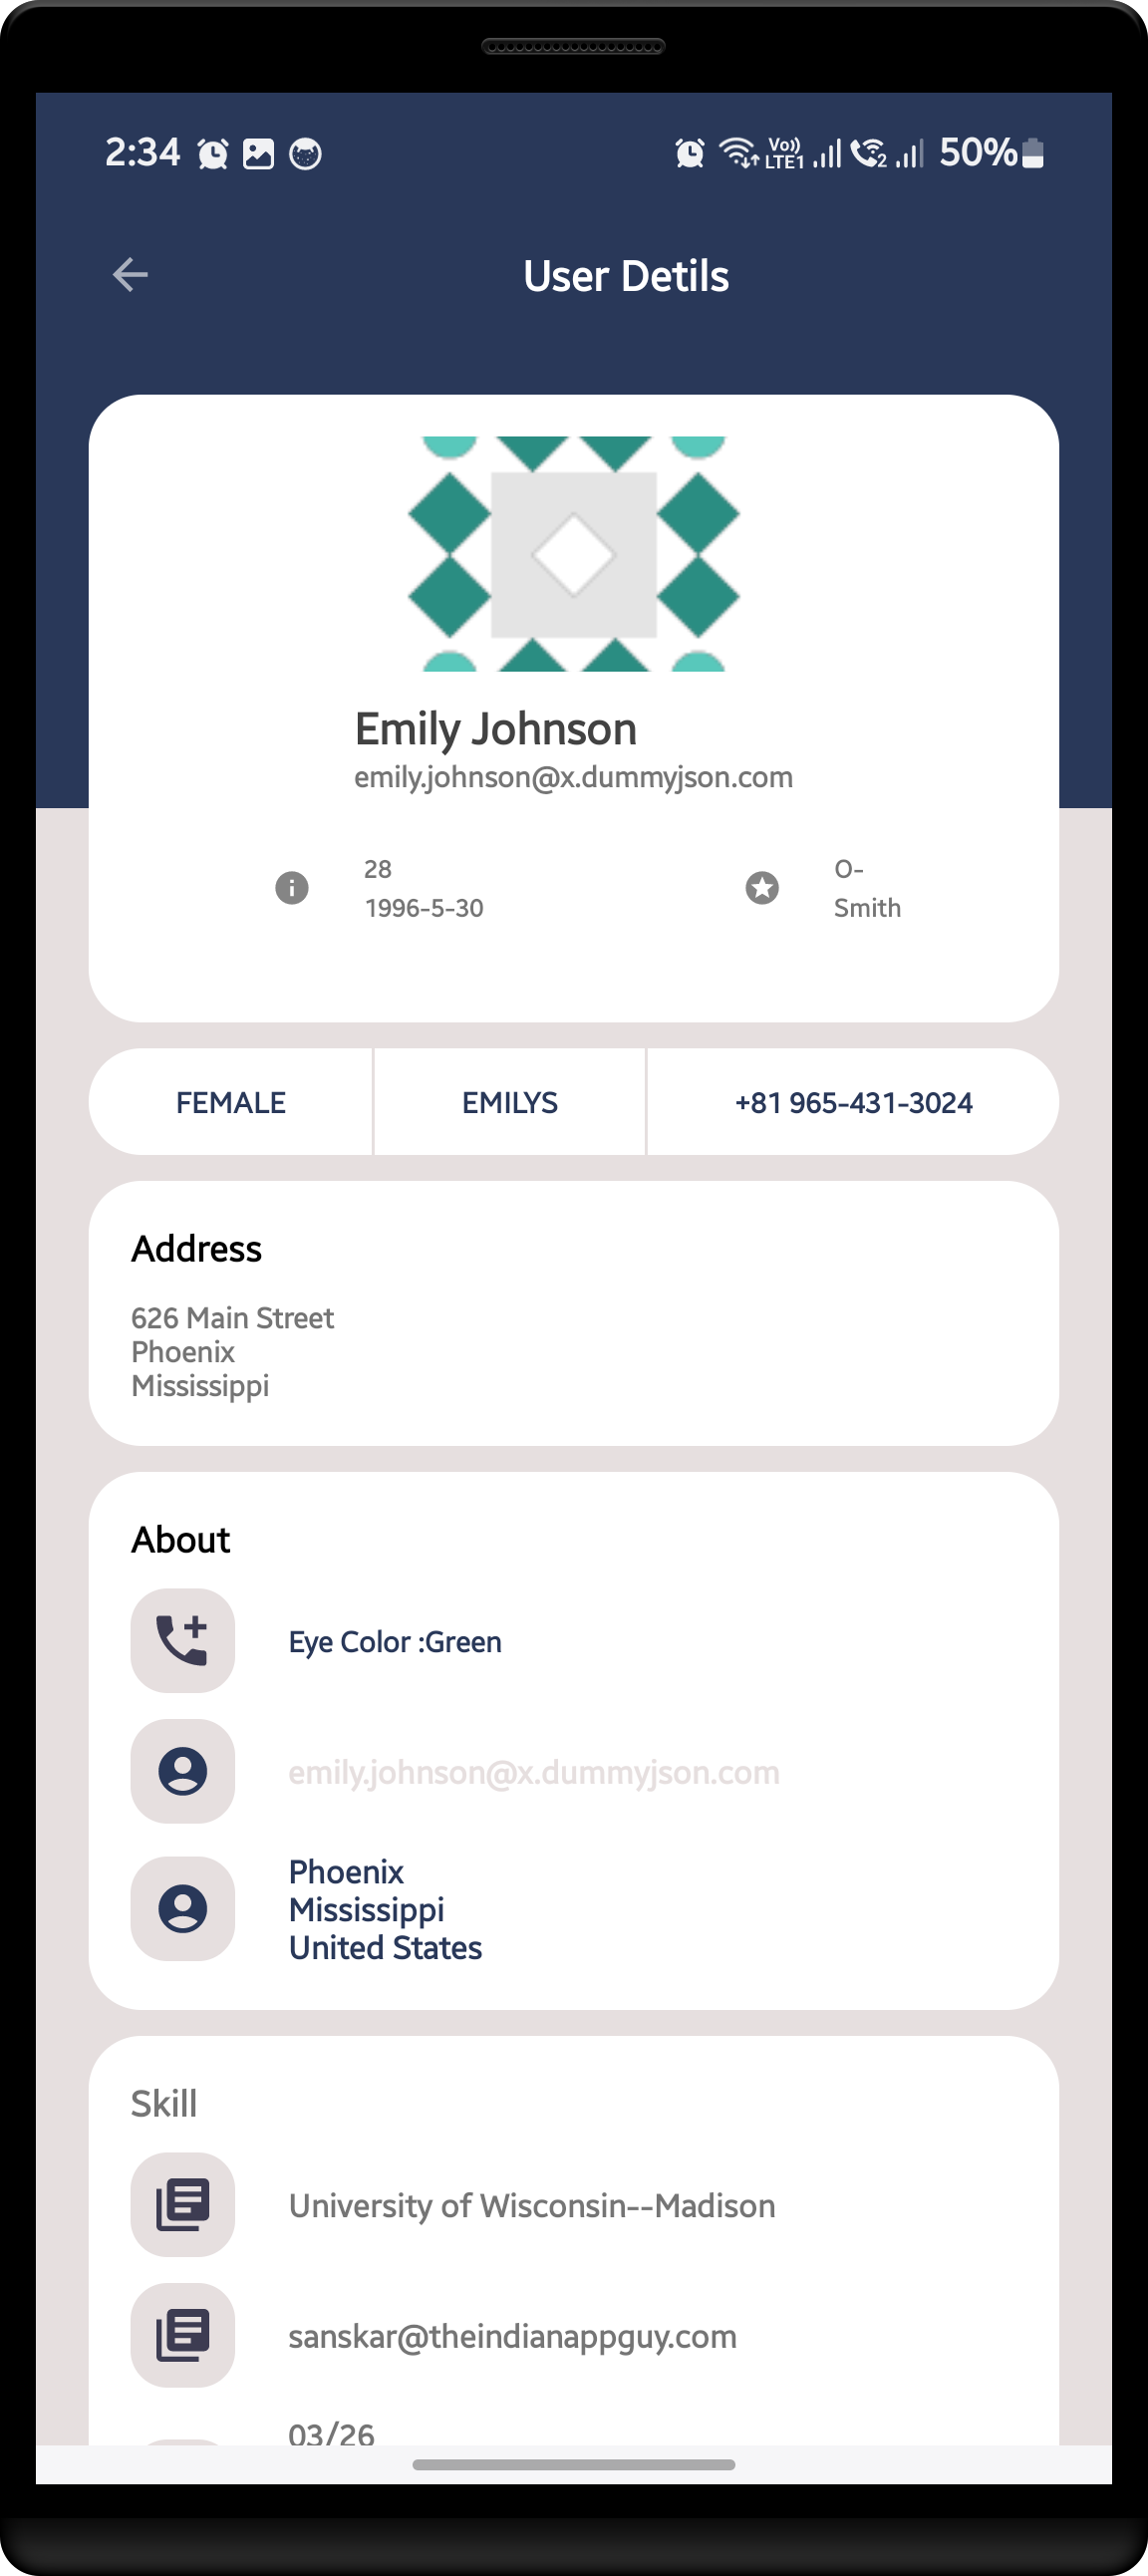 2:34 Vo)) LTE1 2 50%
User Detils
Emily Johnson
emily.johnson@x.dummyjson.com
28
1996-5-30
O-
Smith
FEMALE EMILYS +81 965-431-3024
Address
626 Main Street
Phoenix
Mississippi
About
Eye Color :Green
emily.johnson@x.dummyjson.com
Phoenix
Mississippi
United States
Skill
University of Wisconsin--Madison
sanskar@theindianappguy.com
03/26